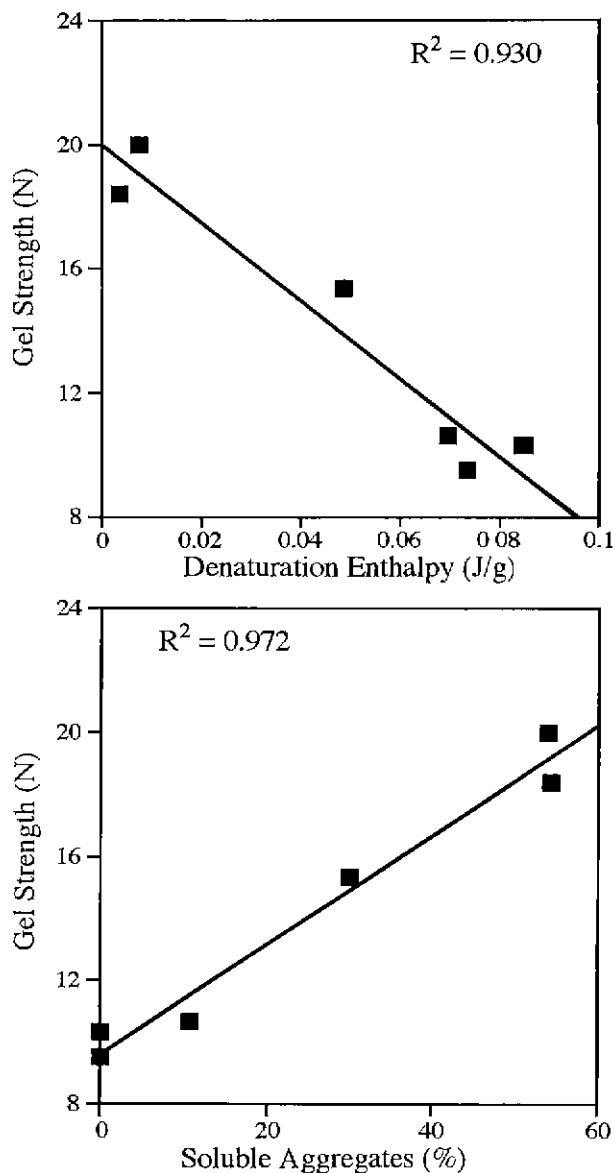 24
R² = 0.930
20
16
12
8
Gel Strength (N)
0 0.02 0.04 0.06 0 08 0.1
Denaturation Enthalpy (J/g)
24
R² = 0.972
20
16
12
8
Gel Strength (N)
0 20 40 60
Soluble Aggregates (%)